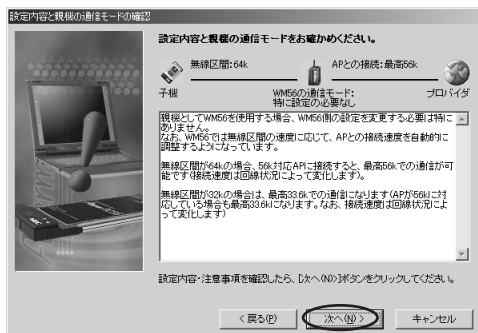 設定内容と親機の通信モードの確認2
設定内容と親機の通信モードをお確かめください。
無線区間:64k
APとの接続:最高56k
子機
WM56の通信モード:
特に設定の必要なし
プロバイダ
親機としてWM56を使用する場合、WM56側の設定を変更する必要は特に
ありません。
なお、WM56では無線区間の速度に応じて、APとの接続速度を自動的に
調整するようになっています。
無線区間が64kの場合、56k対応APに接続すると、最高56kでの通信が可
能です(接続速度は回線状況によって変化します)。
無線区間が32kの場合は、最高33.6kでの通信になります(APが56kに対
応している場合も最高33.6kになります。なお、接続速度は回線状況によ
って変化します)
設定内容・注意事項を確認したら、[次へ(N)>]ボタンをクリックしてください。
< 戻る(P)
次へ(N) >
キャンセル